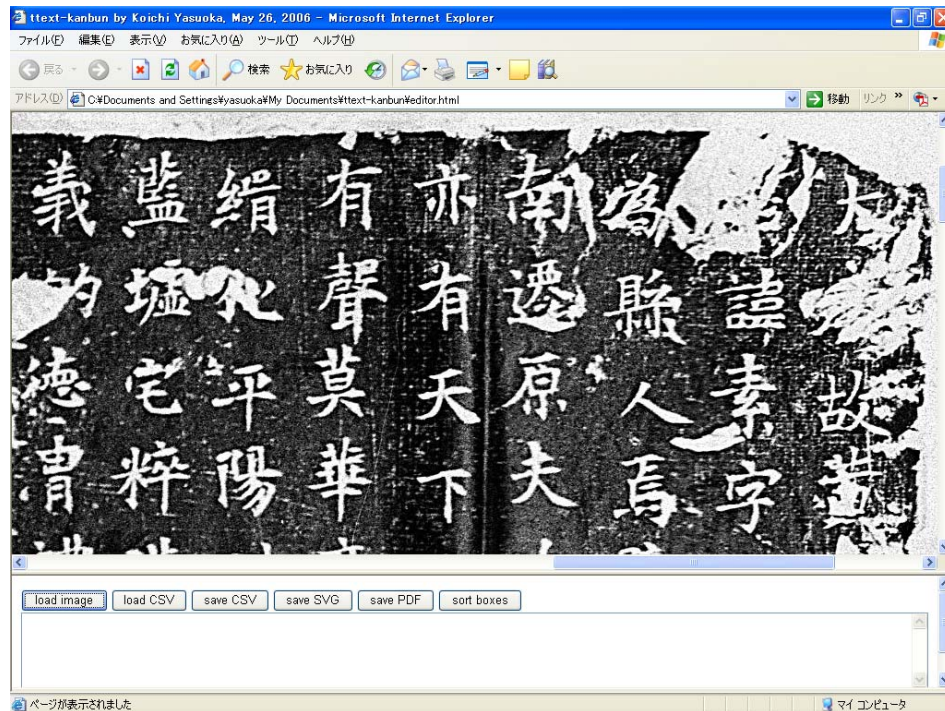 ttext-kanbun by Koichi Yasuoka, May 26, 2006 - Microsoft Internet Explorer
ファイル(F) 編集(E) 表示(V) お気に入り(A) ツール(T) ヘルプ(H)
戻る 検索 お気に入り
アドレス(D) C:¥Documents and Settings¥yasuoka¥My Documents¥ttext-kanbun¥editor.html 移動 リンク »
大故
諱素字
為縣人焉
南遷原夫
亦有天下
有聲莫華
緝化平陽
藍墟宅粹
義德胄
load image load CSV save CSV save SVG save PDF sort boxes
ページが表示されました マイ コンピュータ